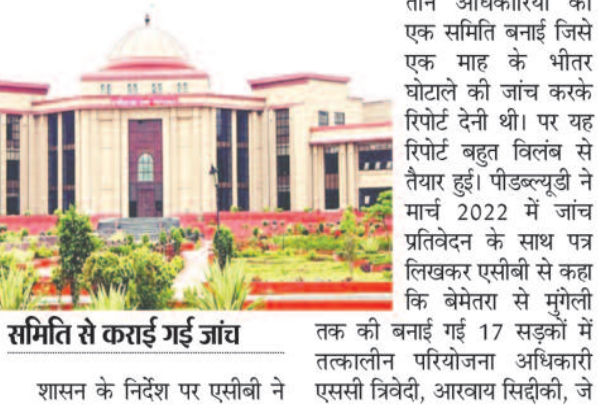 समिति से कराई गई जांच
शासन के निर्देश पर एसीबी ने
तीन अधिकारियों की
एक समिति बनाई जिसे
एक माह के भीतर
घोटाले की जांच करके
रिपोर्ट देनी थी। पर यह
रिपोर्ट बहुत विलंब से
तैयार हुई। पीडब्ल्यूडी ने
मार्च 2022 में जांच
प्रतिवेदन के साथ पत्र
लिखकर एसीबी से कहा
कि बेमेतरा से मुंगेली
तक की बनाई गई 17 सड़कों में
तत्कालीन परियोजना अधिकारी
एससी त्रिवेदी, आरवाय सिद्दीकी, जे